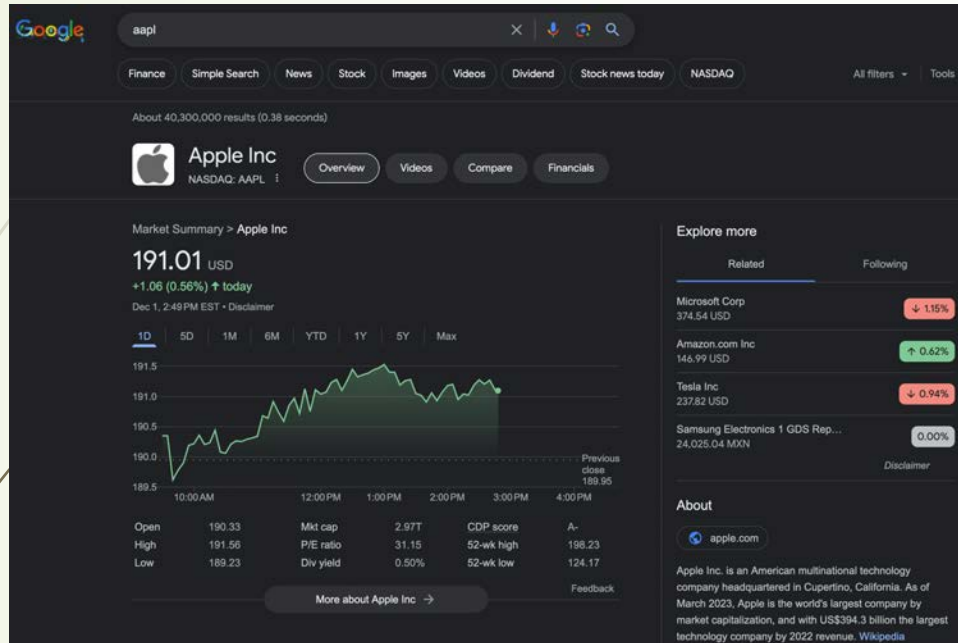 Google
aapl
Finance
Simple Search
News
Stock
Images
Videos
Dividend
Stock news today
NASDAQ
All filters
Tools
About 40,300,000 results (0.38 seconds)
Apple Inc
NASDAQ: AAPL
Overview
Videos
Compare
Financials
Market Summary > Apple Inc
191.01 USD
+1.06 (0.56%) ↑ today
Dec 1, 2:49 PM EST • Disclaimer
1D 5D 1M 6M YTD 1Y 5Y Max
191.5
191.0
190.5
190.0
189.5
Previous
close
189.95
10:00 AM 12:00 PM 1:00 PM 2:00 PM 3:00 PM 4:00 PM
Open 190.33 Mkt cap 2.97T CDP score A-
High 191.56 P/E ratio 31.15 52-wk high 198.23
Low 189.23 Div yield 0.50% 52-wk low 124.17
Feedback
More about Apple Inc →
Explore more
Related
Following
Microsoft Corp
374.54 USD
↓ 1.15%
Amazon.com Inc
146.99 USD
↑ 0.62%
Tesla Inc
237.82 USD
↓ 0.94%
Samsung Electronics 1 GDS Rep...
24,025.04 MXN
0.00%
Disclaimer
About
apple.com
Apple Inc. is an American multinational technology
company headquartered in Cupertino, California. As of
March 2023, Apple is the world's largest company by
market capitalization, and with US$394.3 billion the largest
technology company by 2022 revenue. Wikipedia